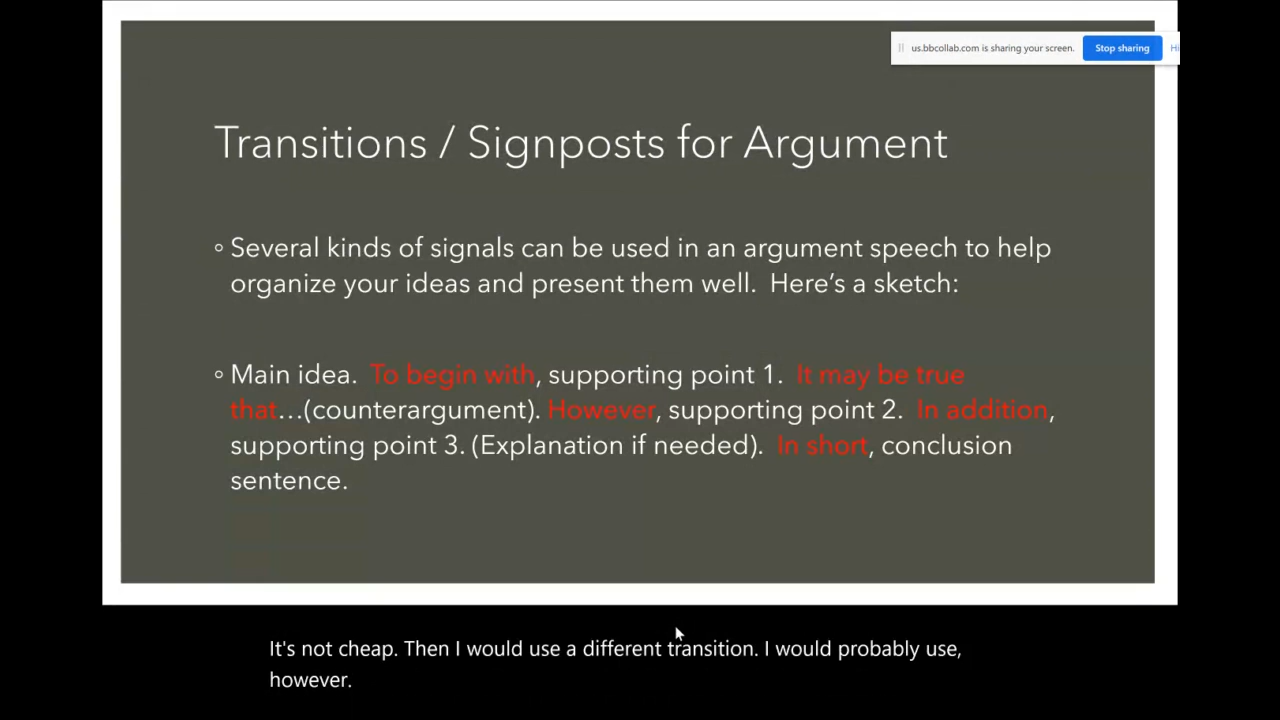 us.bbcollab.com is sharing your screen. Stop sharing Hi
Transitions / Signposts for Argument
Several kinds of signals can be used in an argument speech to help
organize your ideas and present them well. Here’s a sketch:
Main idea. To begin with, supporting point 1. It may be true
that…(counterargument). However, supporting point 2. In addition,
supporting point 3. (Explanation if needed). In short, conclusion
sentence.
It's not cheap. Then I would use a different transition. I would probably use,
however.